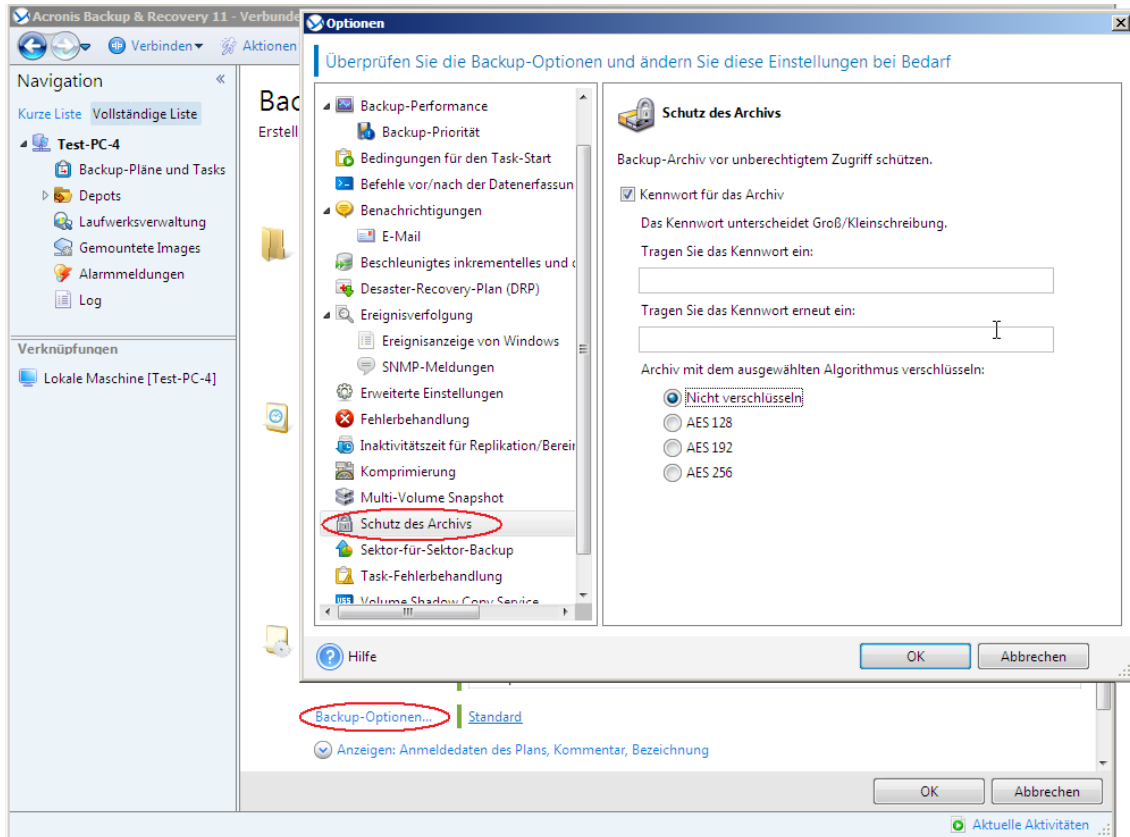 Acronis Backup & Recovery 11 - Verbunde
Verbinden
Aktionen
Navigation
Kurze Liste Vollständige Liste
Test-PC-4
Backup-Pläne und Tasks
Depots
Laufwerksverwaltung
Gemountete Images
Alarmmeldungen
Log
Verknüpfungen
Lokale Maschine [Test-PC-4]
Bac
Erstell
Optionen
Überprüfen Sie die Backup-Optionen und ändern Sie diese Einstellungen bei Bedarf
Backup-Performance
Backup-Priorität
Bedingungen für den Task-Start
Befehle vor/nach der Datenerfassun
Benachrichtigungen
E-Mail
Beschleunigtes inkrementelles und
Desaster-Recovery-Plan (DRP)
Ereignisverfolgung
Ereignisanzeige von Windows
SNMP-Meldungen
Erweiterte Einstellungen
Fehlerbehandlung
Inaktivitätszeit für Replikation/Berein
Komprimierung
Multi-Volume Snapshot
Schutz des Archivs
Sektor-für-Sektor-Backup
Task-Fehlerbehandlung
Volume Shadow Copy Service
Schutz des Archivs
Backup-Archiv vor unberechtigtem Zugriff schützen.
Kennwort für das Archiv
Das Kennwort unterscheidet Groß/Kleinschreibung.
Tragen Sie das Kennwort ein:
Tragen Sie das Kennwort erneut ein:
Archiv mit dem ausgewählten Algorithmus verschlüseln:
Nicht verschlüseln
AES 128
AES 192
AES 256
Hilfe
OK
Abbrechen
Backup-Optionen... Standard
Anzeigen: Anmeldedaten des Plans, Kommentar, Bezeichnung
OK
Abbrechen
Aktuelle Aktivitäten